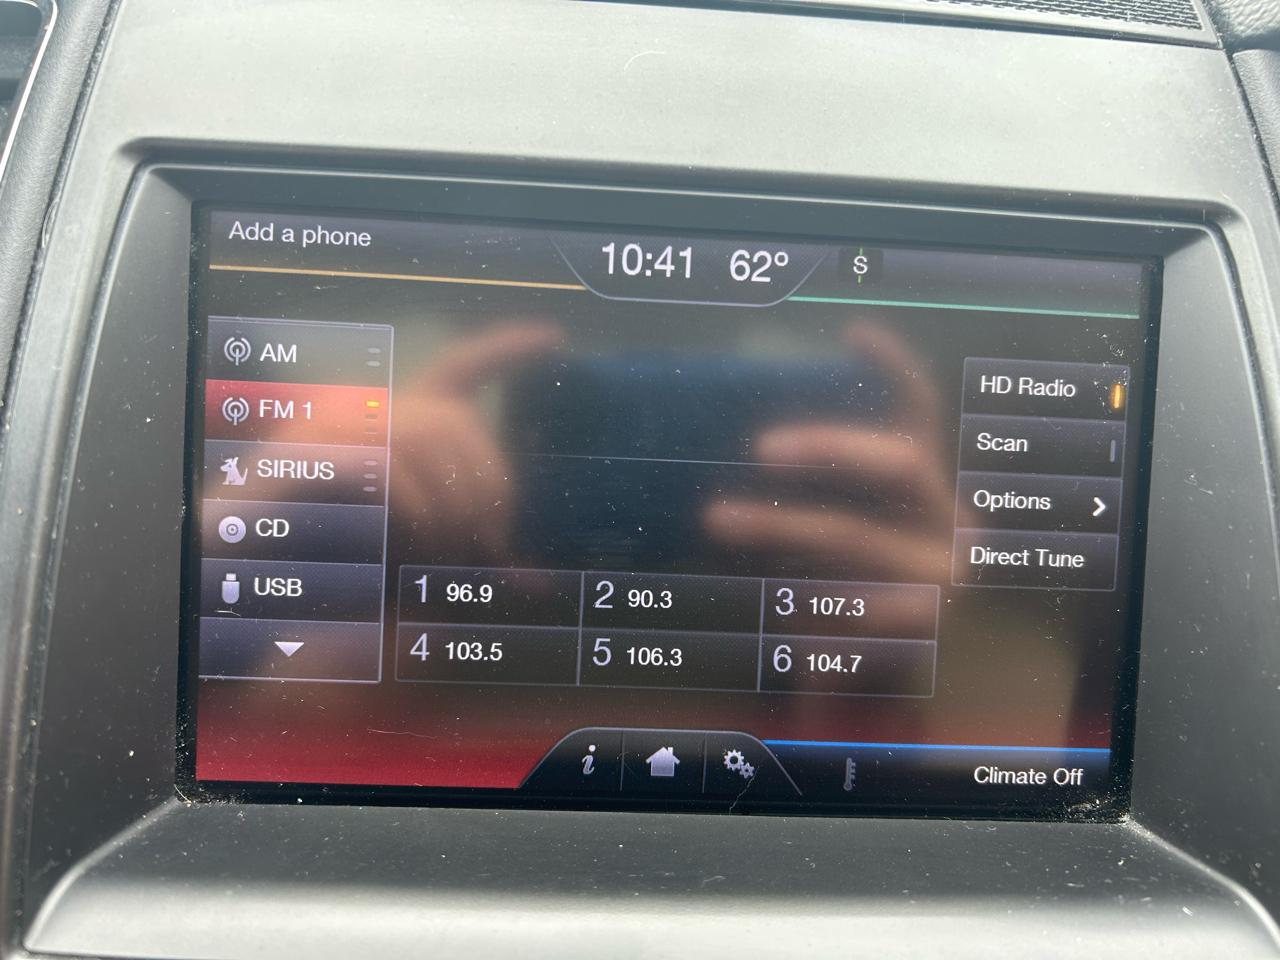 Add a phone
10:41 62° S
AM
FM 1
SIRIUS
CD
USB
HD Radio
Scan
Options
Direct Tune
1 96.9 2 90.3 3 107.3
4 103.5 5 106.3 6 104.7
i
Climate Off